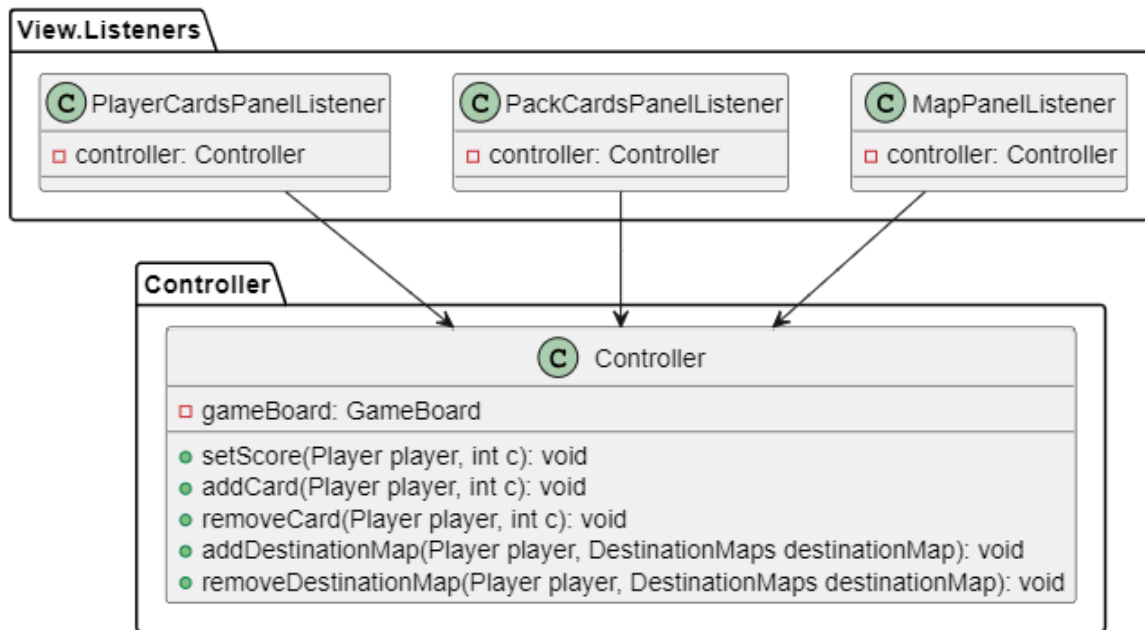 View.Listeners
C PlayerCardsPanelListener
controller: Controller
C PackCardsPanelListener
controller: Controller
C MapPanelListener
controller: Controller
Controller
C Controller
gameBoard: GameBoard
setScore(Player player, int c): void
addCard(Player player, int c): void
removeCard(Player player, int c): void
addDestinationMap(Player player, DestinationMaps destinationMap): void
removeDestinationMap(Player player, DestinationMaps destinationMap): void